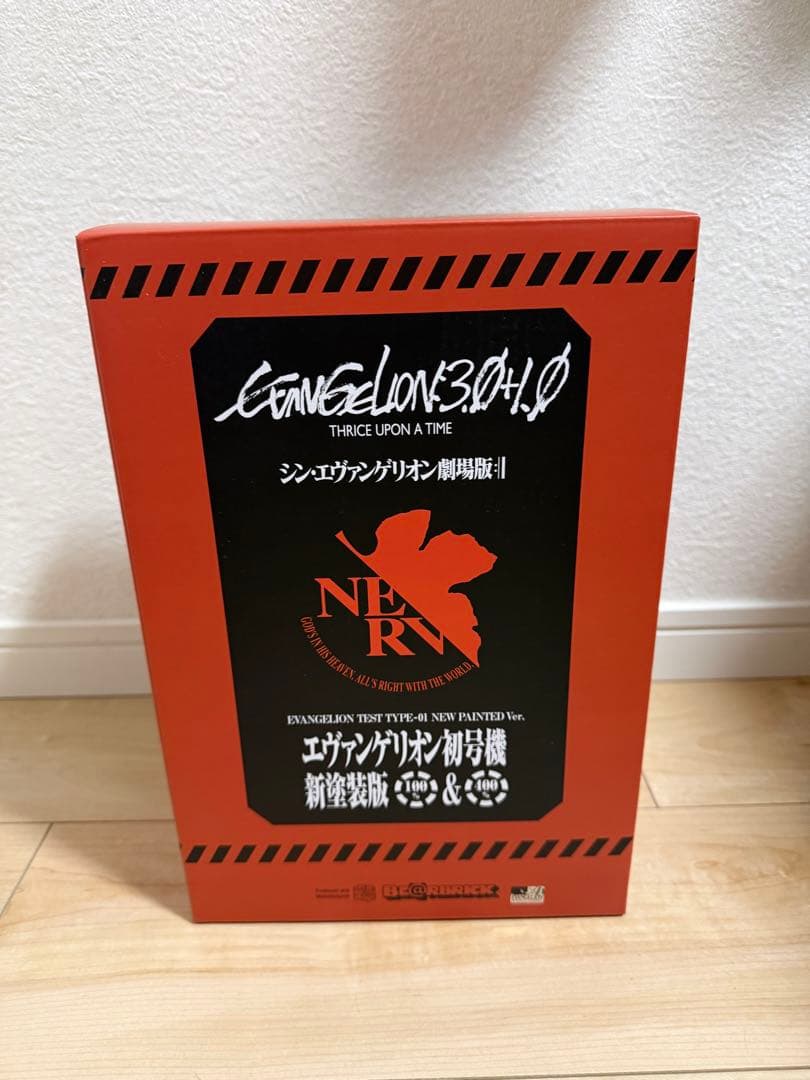 EVANGELION:3.0+1.0
THRICE UPON A TIME
シン・エヴァンゲリオン劇場版:||
NERV
GOD'S IN HIS HEAVEN, ALL'S RIGHT WITH THE WORLD.
EVANGELION TEST TYPE-01 NEW PAINTED Ver.
エヴァンゲリオン初号機
新塗装版 100% & 400%
BE@RBRICK